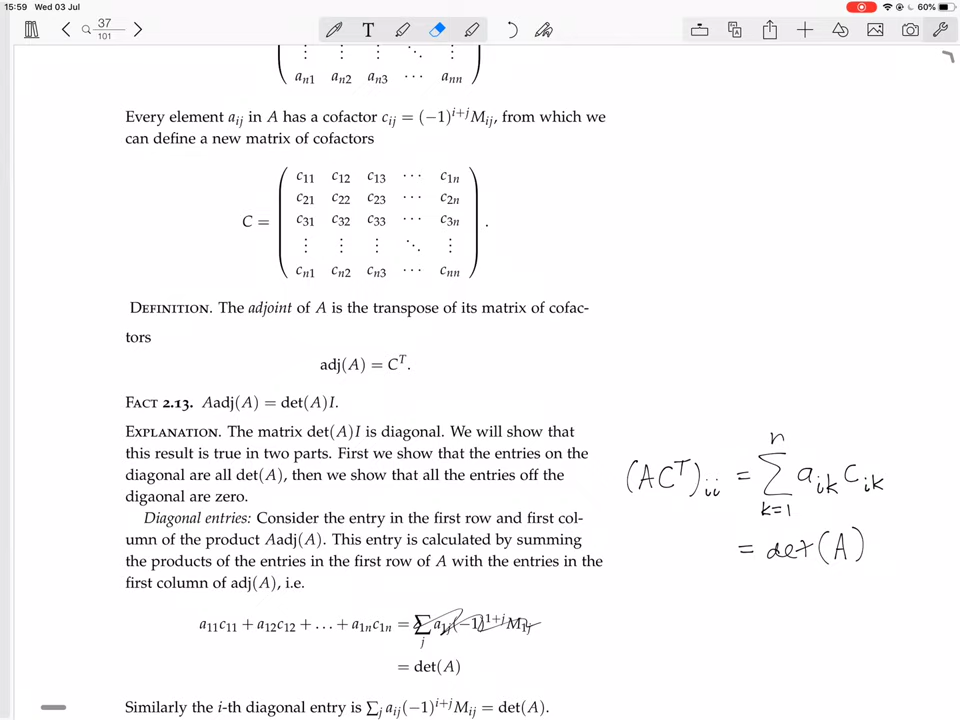 15:59 Wed 03 Jul
60%
37
101
T
⋮ ⋮ ⋮ ⋱ ⋮
a_{n1} a_{n2} a_{n3} ⋯ a_{nn}
Every element a_{ij} in A has a cofactor c_{ij} = (−1)^{i+j}M_{ij}, from which we
can define a new matrix of cofactors
c_{11} c_{12} c_{13} ⋯ c_{1n}
c_{21} c_{22} c_{23} ⋯ c_{2n}
C = c_{31} c_{32} c_{33} ⋯ c_{3n} .
⋮ ⋮ ⋮ ⋱ ⋮
c_{n1} c_{n2} c_{n3} ⋯ c_{nn}
DEFINITION. The adjoint of A is the transpose of its matrix of cofac-
tors
adj(A) = C^T.
FACT 2.13. Aadj(A) = det(A)I.
EXPLANATION. The matrix det(A)I is diagonal. We will show that
this result is true in two parts. First we show that the entries on the
diagonal are all det(A), then we show that all the entries off the
digaonal are zero.
Diagonal entries: Consider the entry in the first row and first col-
umn of the product Aadj(A). This entry is calculated by summing
the products of the entries in the first row of A with the entries in the
first column of adj(A), i.e.
a_{11}c_{11} + a_{12}c_{12} + … + a_{1n}c_{1n} = ∑_j a_{1j}(−1)^{1+j}M_{1j}
= det(A)
Similarly the i-th diagonal entry is ∑_j a_{ij}(−1)^{i+j}M_{ij} = det(A).
(AC^T)_{ii} = ∑_{k=1}^{n} a_{ik}c_{ik}
= det(A)